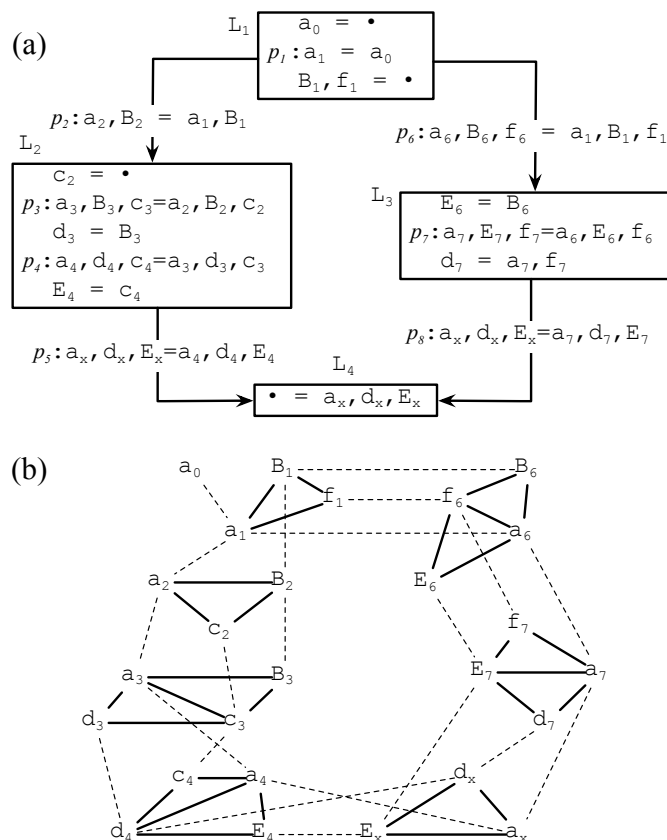 (a)
L1
a0 = •
p1:a1 = a0
B1,f1 = •
p2:a2,B2 = a1,B1
p6:a6,B6,f6 = a1,B1,f1
L2
c2 = •
p3:a3,B3,c3=a2,B2,c2
d3 = B3
p4:a4,d4,c4=a3,d3,c3
E4 = c4
L3
E6 = B6
p7:a7,E7,f7=a6,E6,f6
d7 = a7,f7
p5:ax,dx,Ex=a4,d4,E4
p8:ax,dx,Ex=a7,d7,E7
L4
• = ax,dx,Ex
(b)
a0 B1 B6
f1 f6
a1 a6
a2 B2 E6
c2 f7
a3 B3 E7 a7
d3 c3 d7
c4 a4 dx
d4 E4 Ex ax